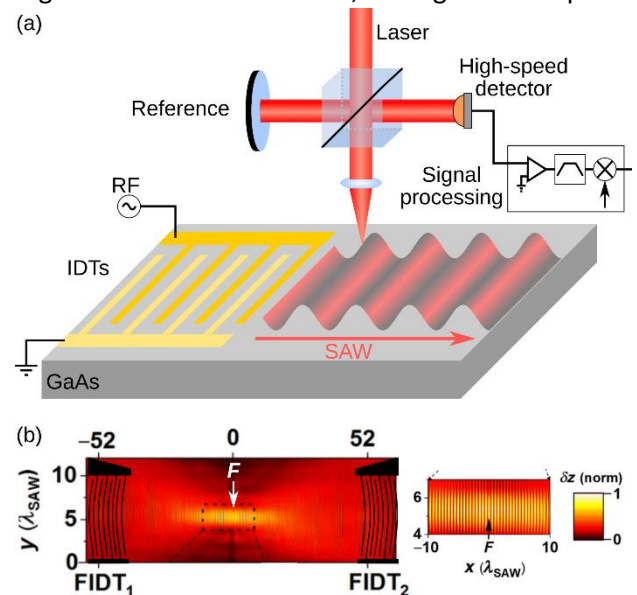 (a)
Laser
High-speed
detector
Reference
Signal
processing
RF
IDTs
SAW
GaAs
(b)
−52 0 52
F
10
5
0
y (λSAW)
FIDT1 FIDT2
6
4
−10 F 10
x (λSAW)
δz (norm)
1
0